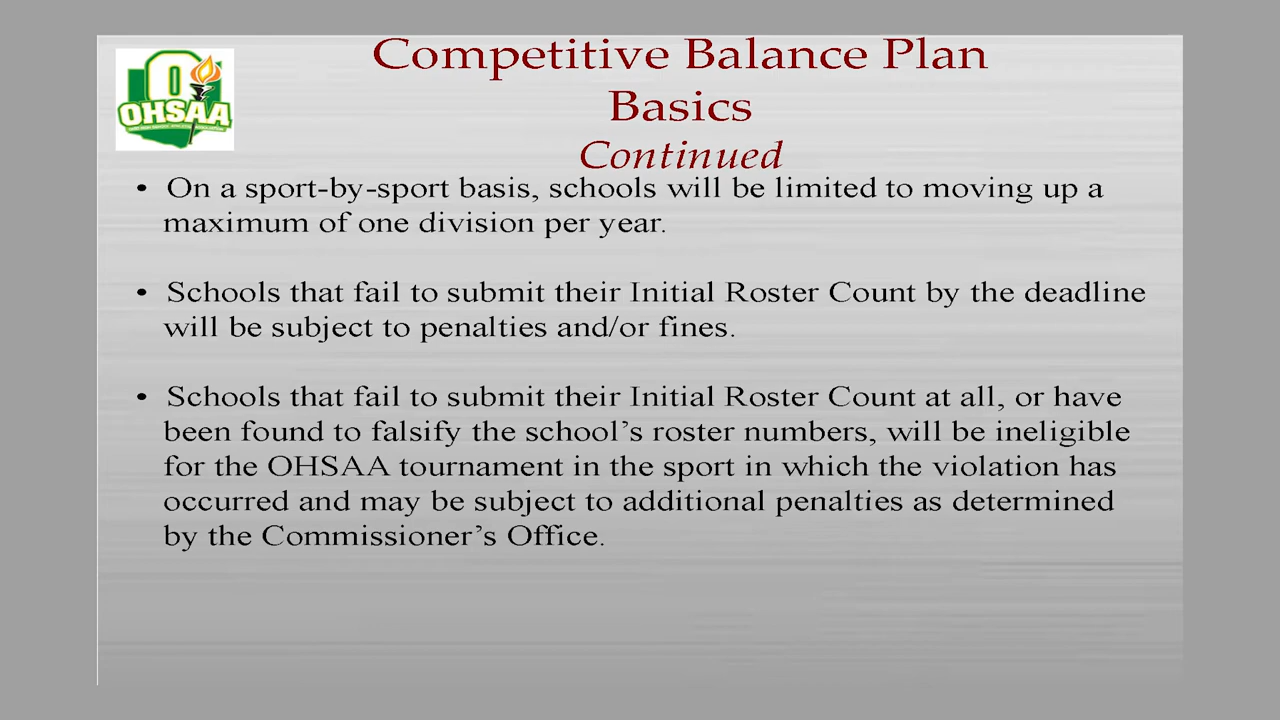 OHSAA
Competitive Balance Plan
Basics
Continued
• On a sport-by-sport basis, schools will be limited to moving up a
maximum of one division per year.
• Schools that fail to submit their Initial Roster Count by the deadline
will be subject to penalties and/or fines.
• Schools that fail to submit their Initial Roster Count at all, or have
been found to falsify the school’s roster numbers, will be ineligible
for the OHSAA tournament in the sport in which the violation has
occurred and may be subject to additional penalties as determined
by the Commissioner’s Office.